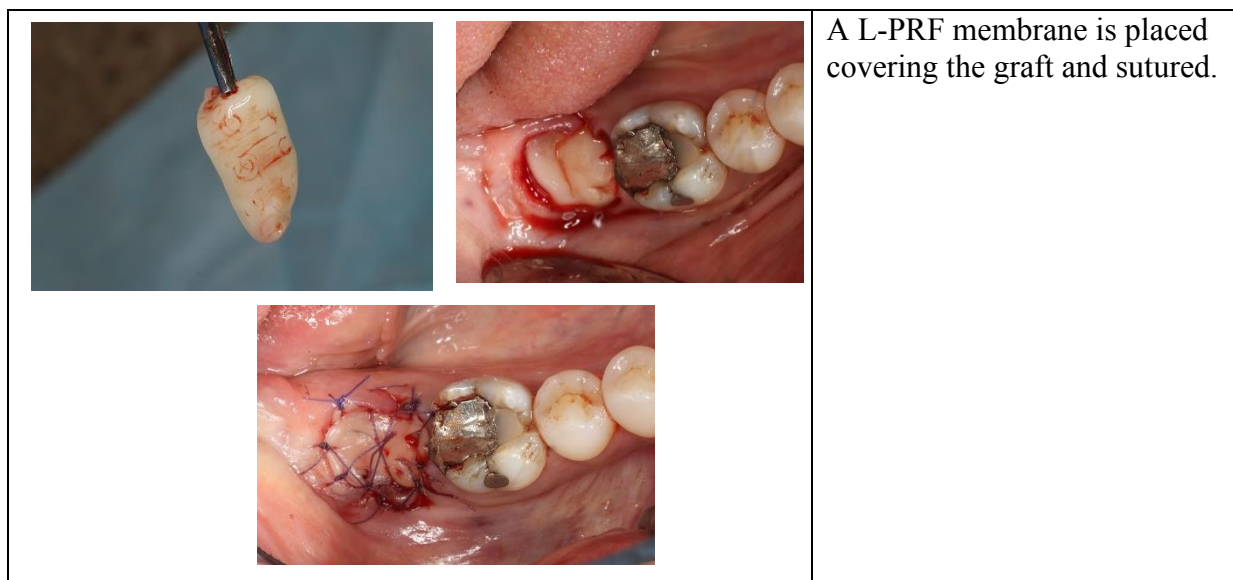 A L-PRF membrane is placed
covering the graft and sutured.